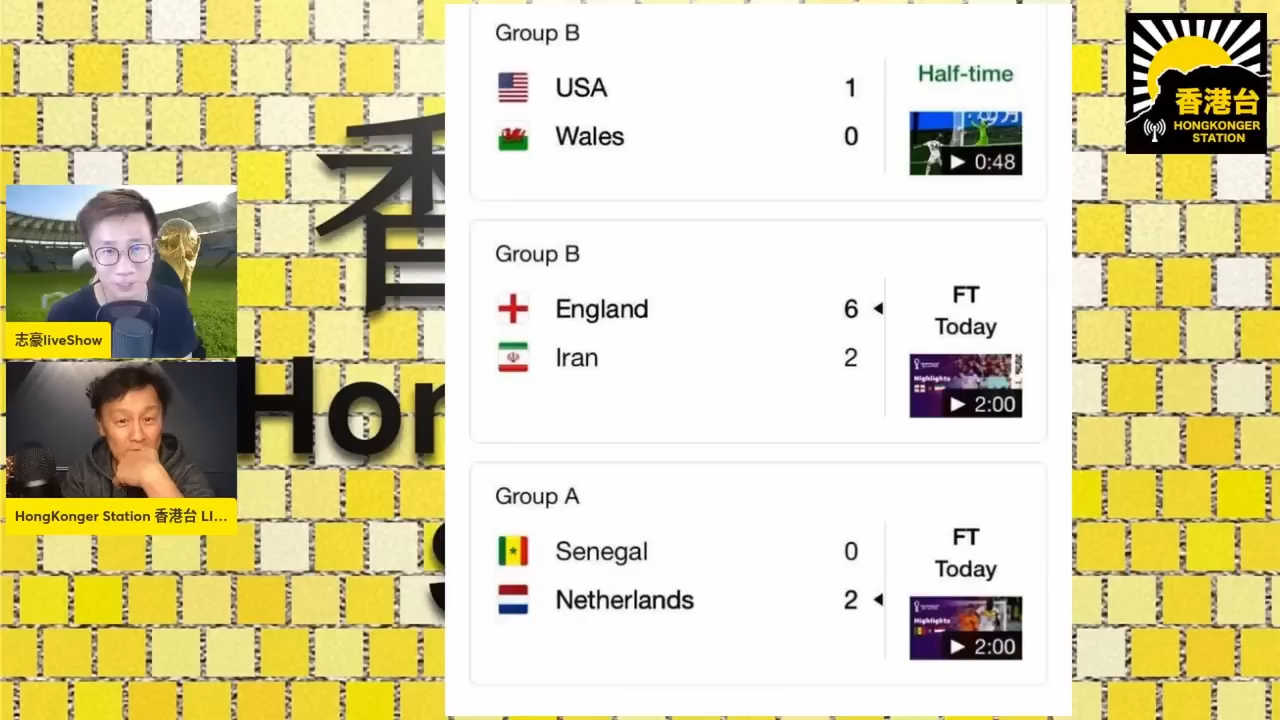 Group B
USA 1
Wales 0
Half-time
0:48
Group B
England 6
Iran 2
FT
Today
Highlights
2:00
Group A
Senegal 0
Netherlands 2
FT
Today
Highlights
2:00
香港台
HONGKONGER
STATION
志豪liveShow
HongKonger Station 香港台 LI...
香
Hon
S